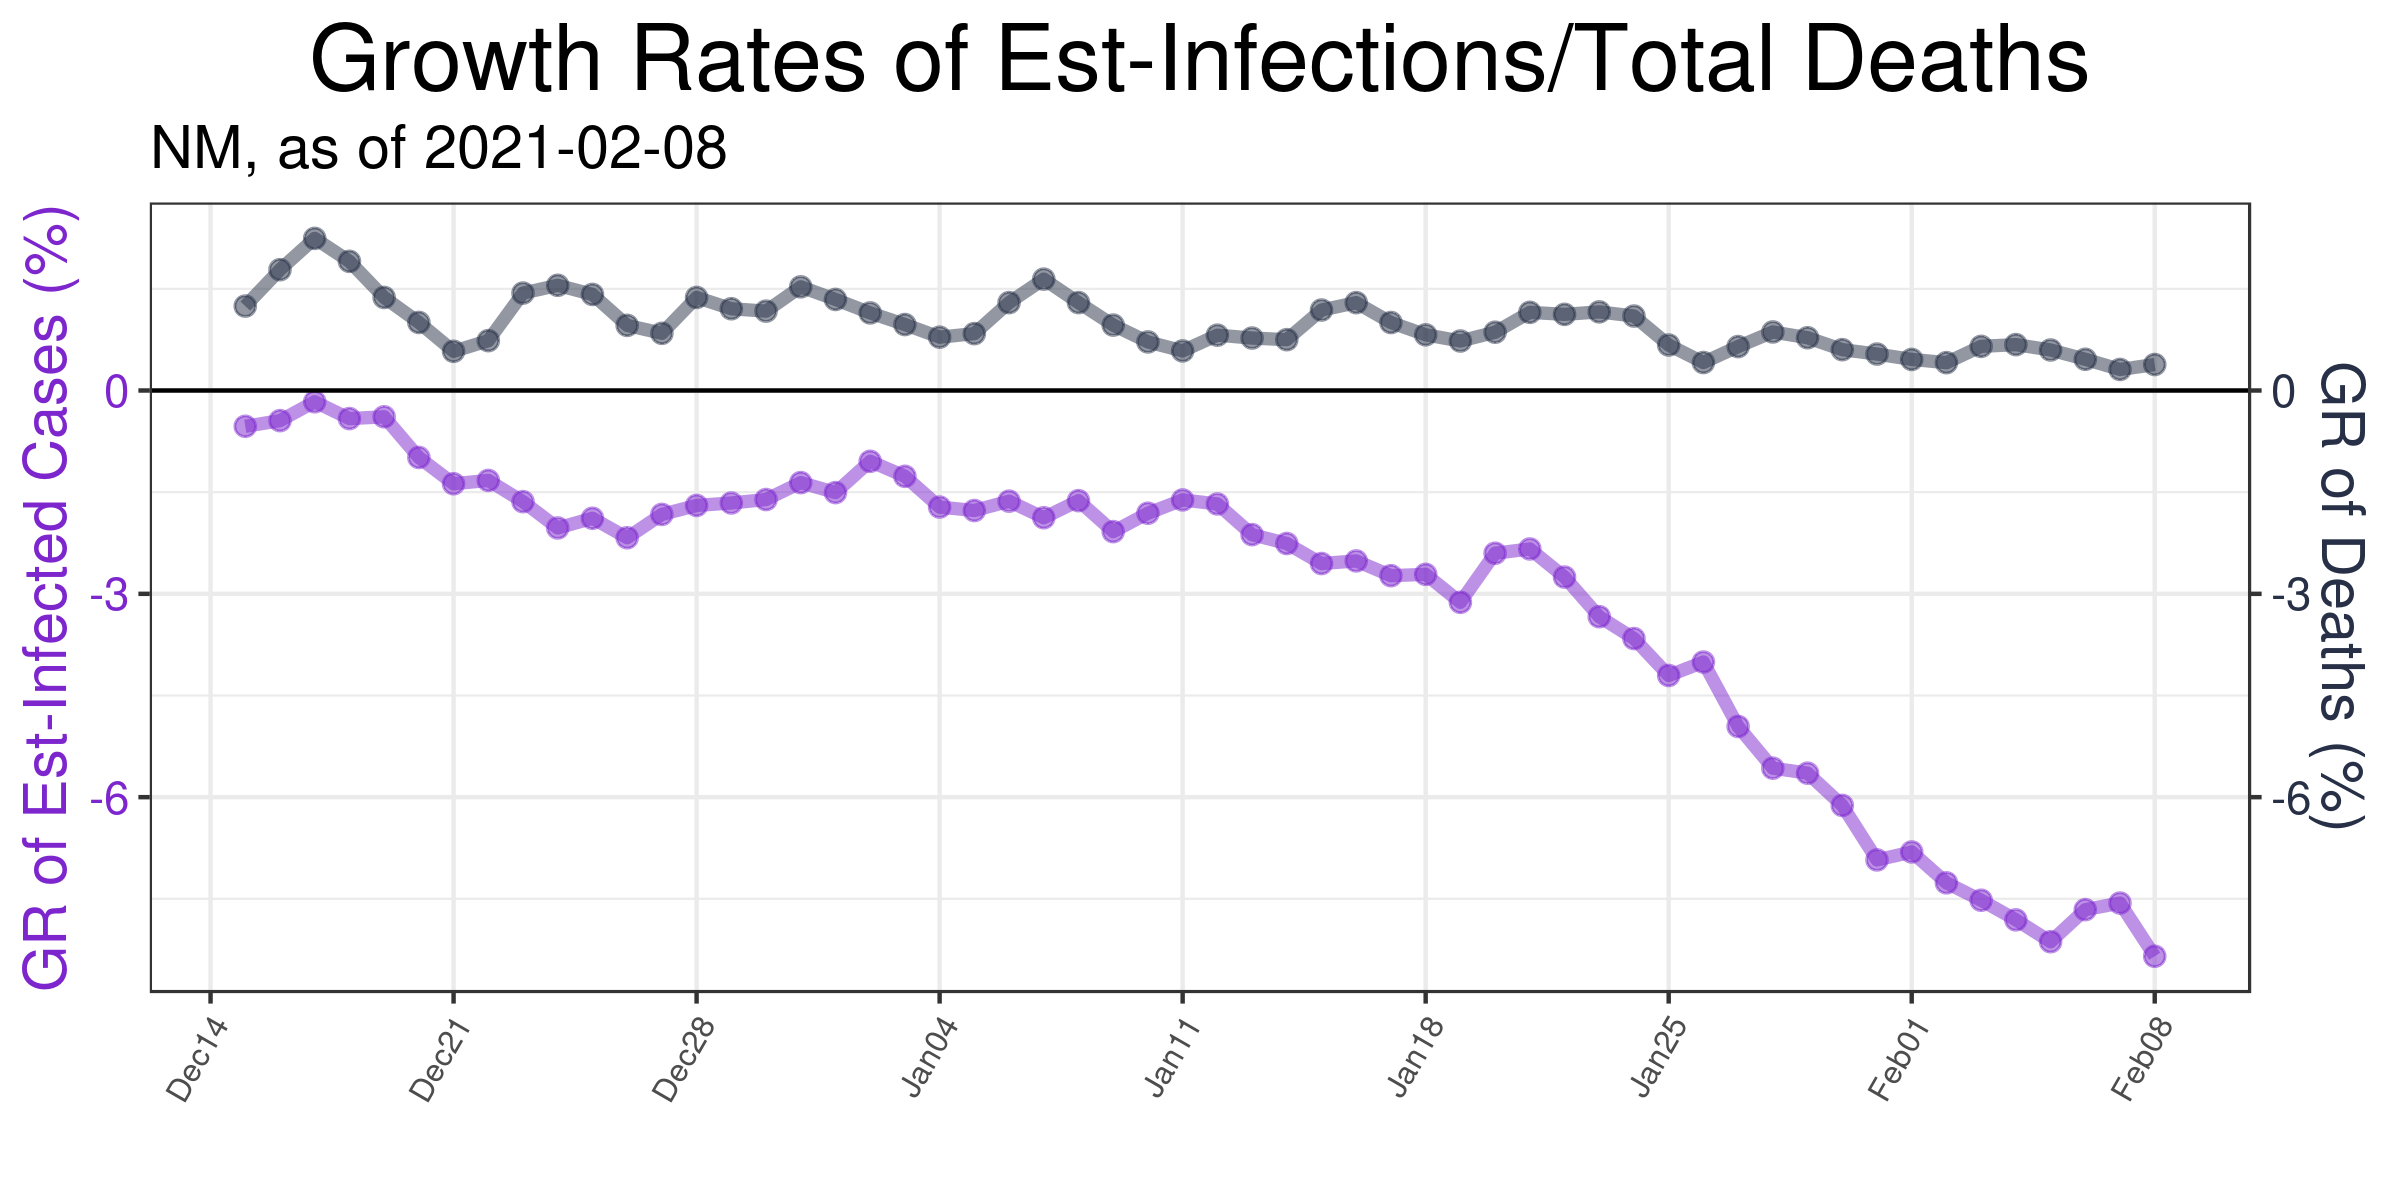 Growth Rates of Est-Infections/Total Deaths
NM, as of 2021-02-08
GR of Est-Infected Cases (%)
0
-3
-6
0
-3
-6
GR of Deaths (%)
Dec14
Dec21
Dec28
Jan04
Jan11
Jan18
Jan25
Feb01
Feb08